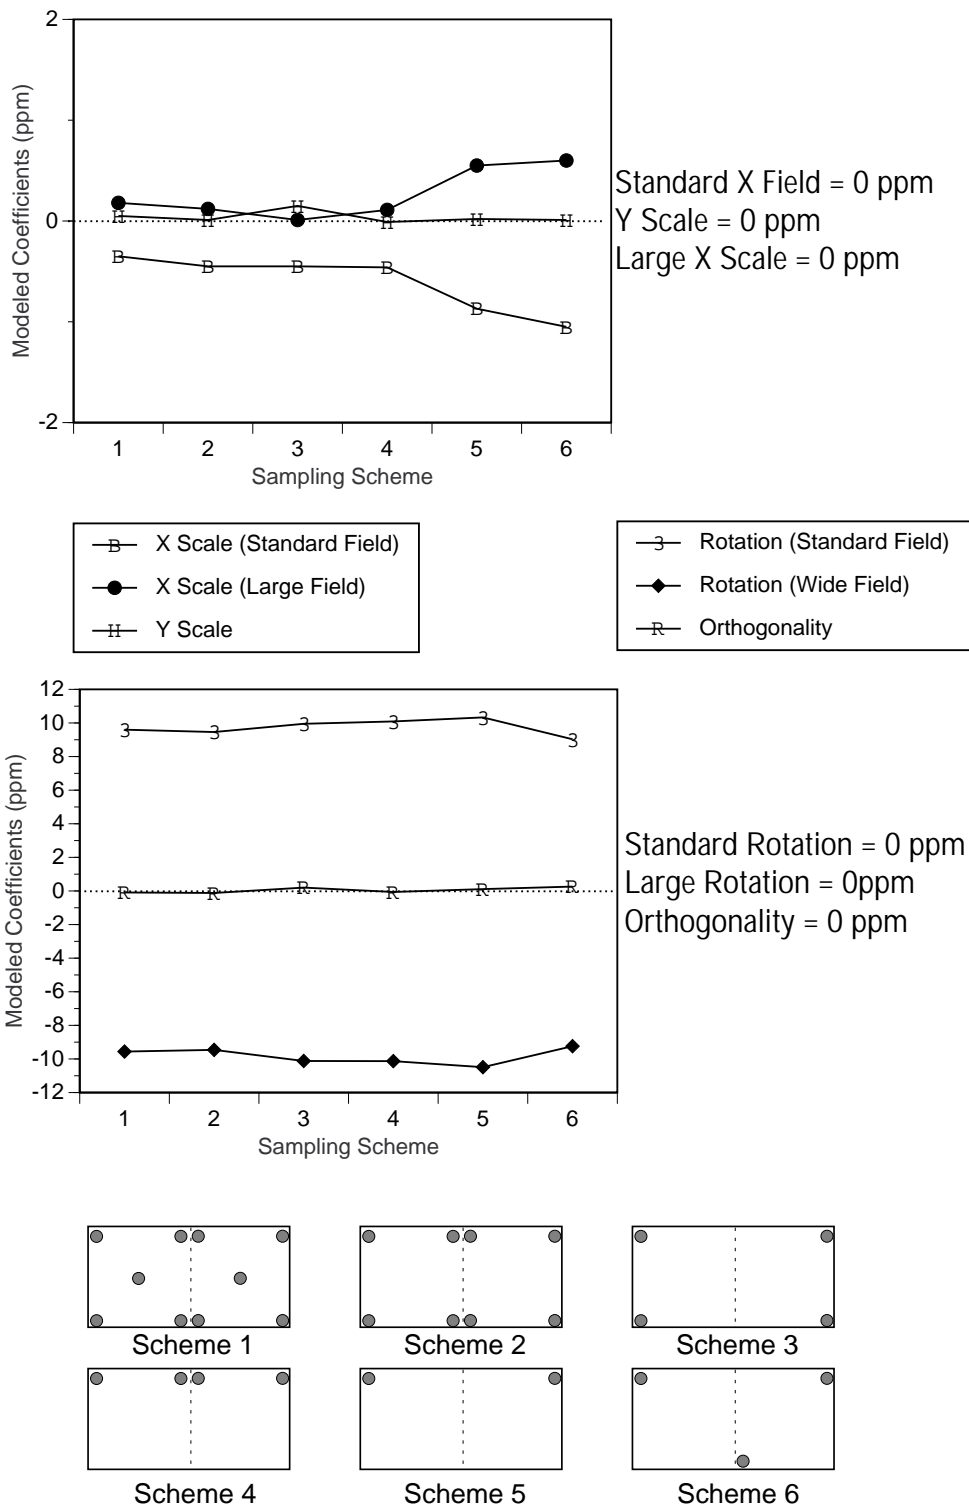 2
0
-2
Modeled Coefficients (ppm)
1 2 3 4 5 6
Sampling Scheme
Standard X Field = 0 ppm
Y Scale = 0 ppm
Large X Scale = 0 ppm
B X Scale (Standard Field)
X Scale (Large Field)
H Y Scale
3 Rotation (Standard Field)
Rotation (Wide Field)
R Orthogonality
12
10
8
6
4
2
0
-2
-4
-6
-8
-10
-12
Modeled Coefficients (ppm)
1 2 3 4 5 6
Sampling Scheme
Standard Rotation = 0 ppm
Large Rotation = 0ppm
Orthogonality = 0 ppm
Scheme 1 Scheme 2 Scheme 3
Scheme 4 Scheme 5 Scheme 6